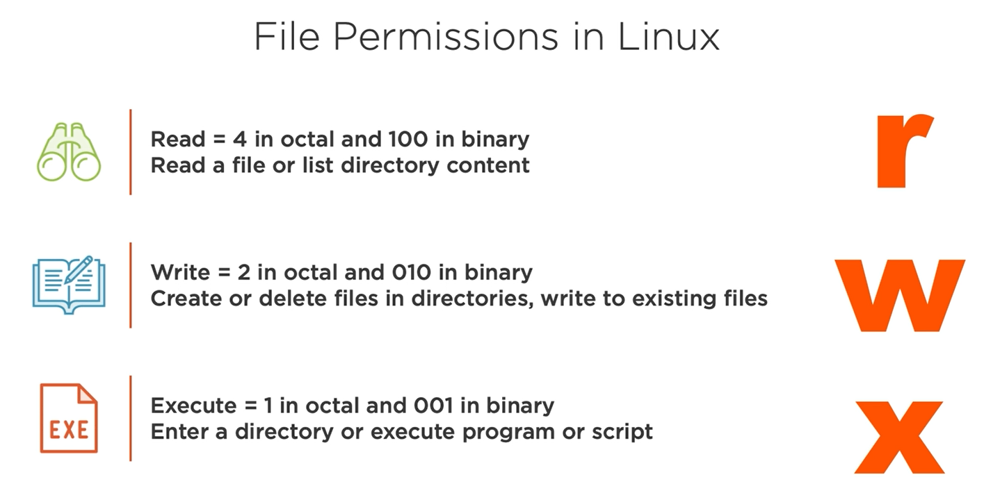 File Permissions in Linux
Read = 4 in octal and 100 in binary
Read a file or list directory content
r
Write = 2 in octal and 010 in binary
Create or delete files in directories, write to existing files
w
EXE
Execute = 1 in octal and 001 in binary
Enter a directory or execute program or script
x